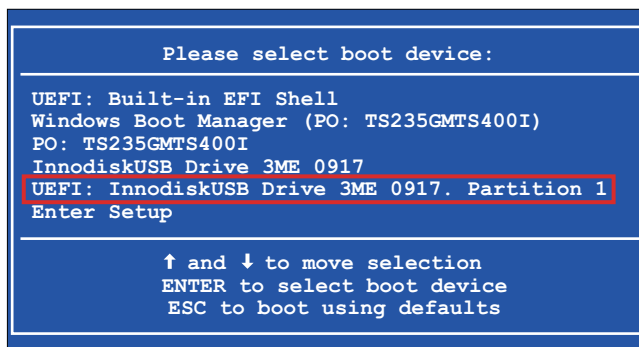 Please select boot device:
UEFI: Built-in EFI Shell
Windows Boot Manager (PO: TS235GMTS400I)
PO: TS235GMTS400I
InnodiskUSB Drive 3ME 0917
UEFI: InnodiskUSB Drive 3ME 0917. Partition 1
Enter Setup
↑ and ↓ to move selection
ENTER to select boot device
ESC to boot using defaults